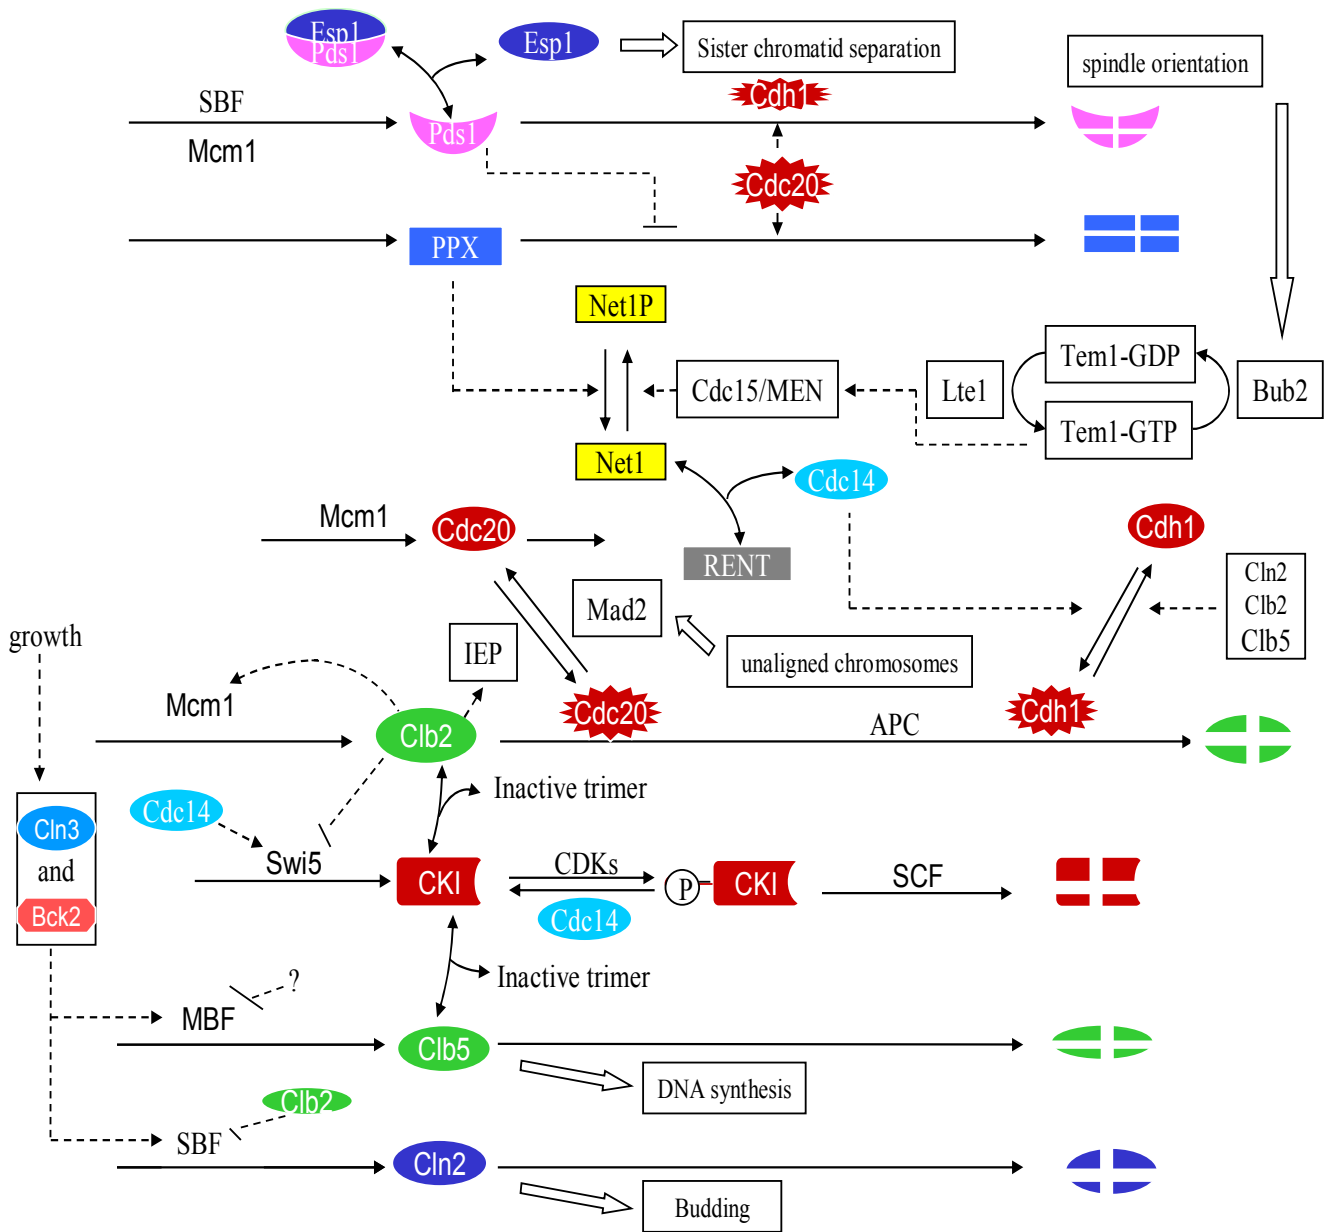 Esp1
Pds1
Esp1
Sister chromatid separation
spindle orientation
SBF
Mcm1
Pds1
Cdh1
Cdc20
PPX
Net1P
Tem1-GDP
Lte1
Cdc15/MEN
Bub2
Tem1-GTP
Net1
Cdc14
Mcm1
Cdc20
Cdh1
RENT
Cln2
Clb2
Clb5
Mad2
growth
IEP
unaligned chromosomes
Mcm1
Cdc20
Cdh1
Clb2
APC
Inactive trimer
Cdc14
Cln3
and
Bck2
Swi5
CKI
CDKs
Cdc14
P
CKI
SCF
Inactive trimer
?
MBF
Clb5
DNA synthesis
Clb2
SBF
Cln2
Budding